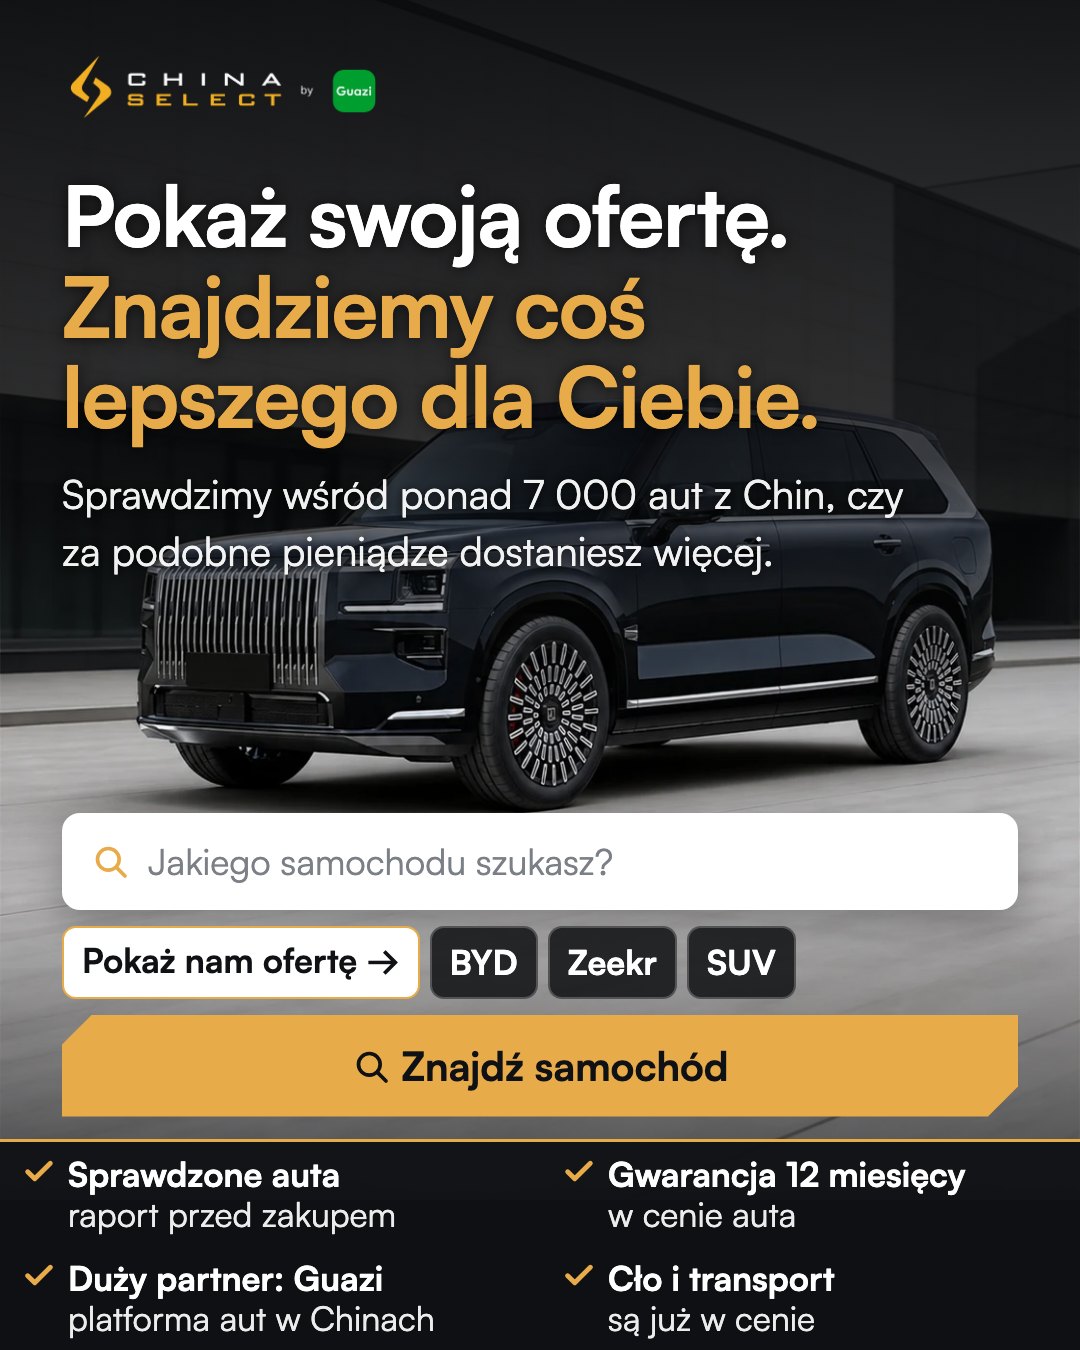 CHINA
SELECT by Guazi
Pokaż swoją ofertę.
Znajdziemy coś
lepszego dla Ciebie.
Sprawdzimy wśród ponad 7 000 aut z Chin, czy
za podobne pieniądze dostaniesz więcej.
Jakiego samochodu szukasz?
Pokaż nam ofertę → BYD Zeekr SUV
Znajdź samochód
Sprawdzone auta
raport przed zakupem
Gwarancja 12 miesięcy
w cenie auta
Duży partner: Guazi
platforma aut w Chinach
Cło i transport
są już w cenie